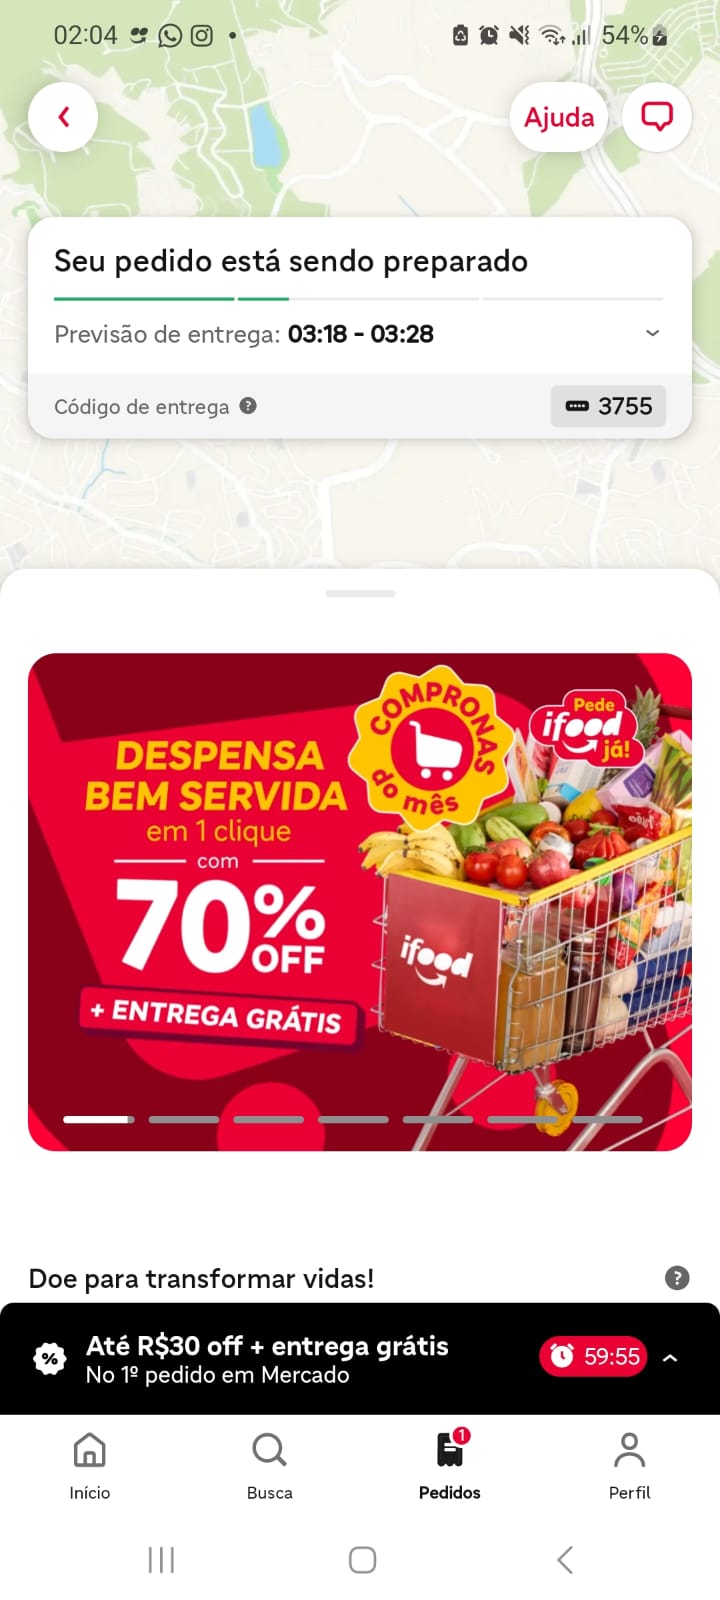 02:04
54%
Ajuda
Seu pedido está sendo preparado
Previsão de entrega: 03:18 - 03:28
Código de entrega ?
3755
COMPRONAS
do mês
Pede
ifood
já!
DESPENSA
BEM SERVIDA
em 1 clique
com
70%
OFF
+ ENTREGA GRÁTIS
ifood
Doe para transformar vidas! ?
% Até R$30 off + entrega grátis
No 1º pedido em Mercado
59:55
1
Início
Busca
Pedidos
Perfil